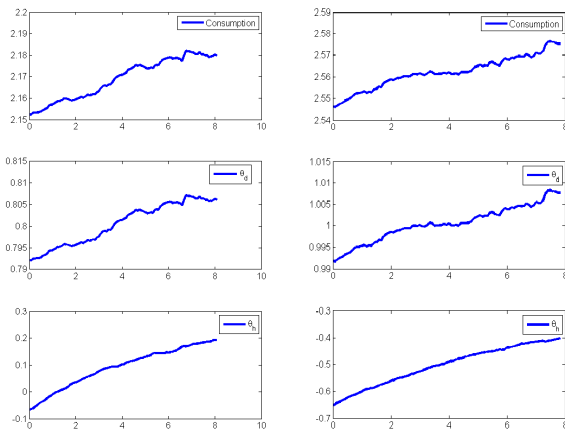 2.2
2.19
2.18
2.17
2.16
2.15
0 2 4 6 8 10
Consumption
2.59
2.58
2.57
2.56
2.55
2.54
0 2 4 6 8
Consumption
0.815
0.81
0.805
0.8
0.795
0.79
0 2 4 6 8 10
θd
1.015
1.01
1.005
1
0.995
0.99
0 2 4 6 8
θd
0.3
0.2
0.1
0
-0.1
0 2 4 6 8 10
θh
-0.3
-0.4
-0.5
-0.6
-0.7
0 2 4 6 8
θh